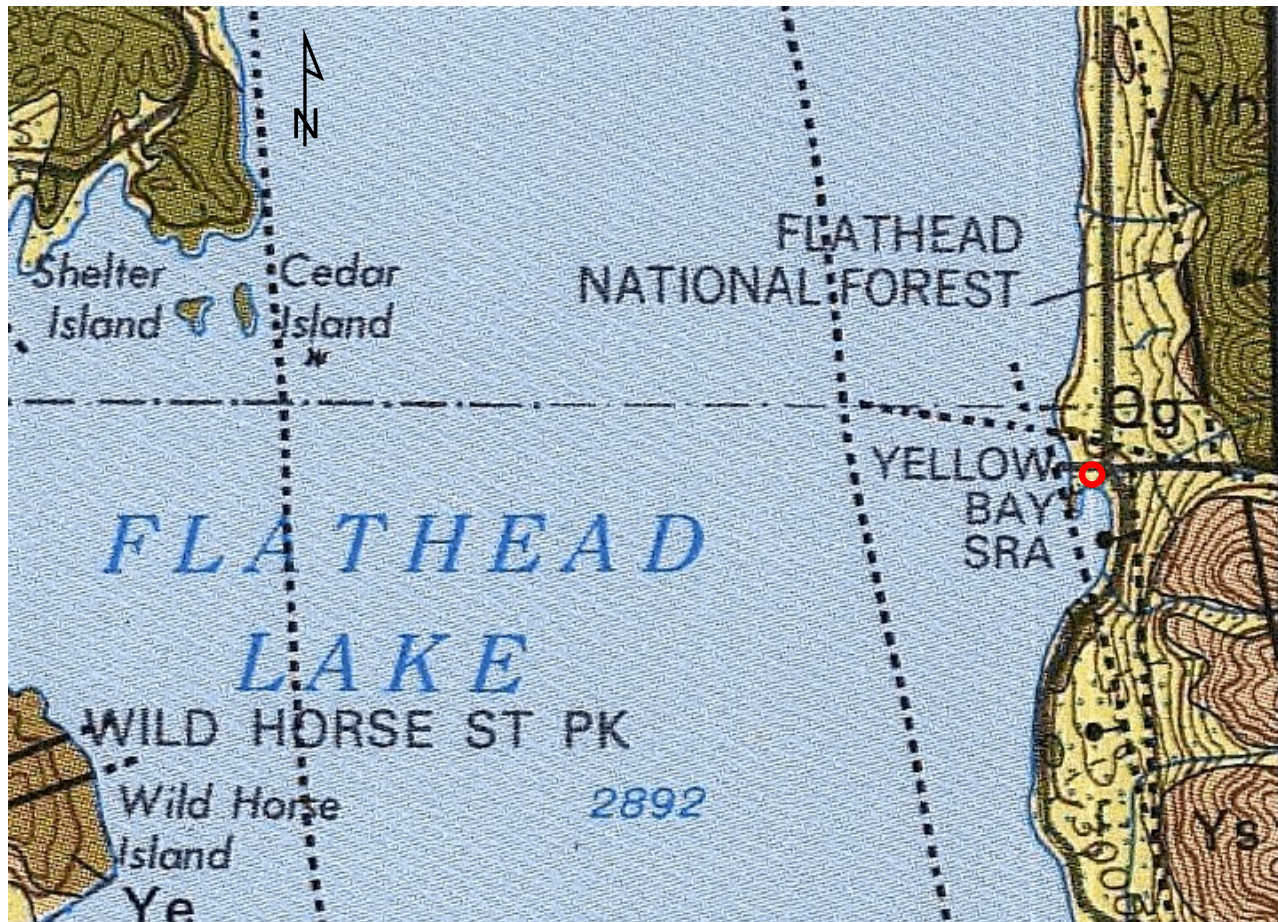 N
Yh
FLATHEAD
NATIONAL FOREST
Shelter
Island
Cedar
Island
Qg
YELLOW
BAY
SRA
FLATHEAD
LAKE
WILD HORSE ST PK
Wild Horse
Island
2892
Ys
Ye